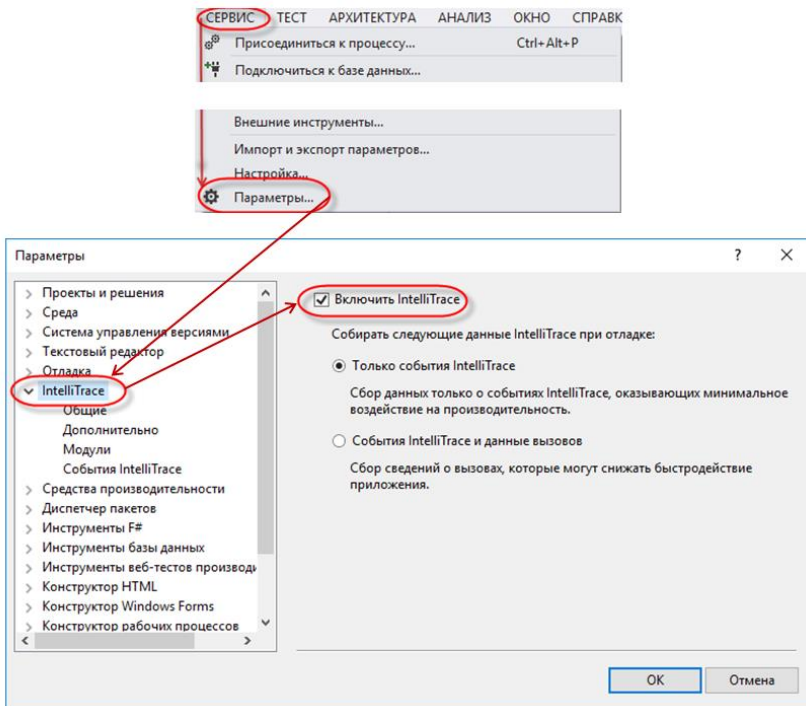 СЕРВИС ТЕСТ АРХИТЕКТУРА АНАЛИЗ ОКНО СПРАВК
Присоединиться к процессу... Ctrl+Alt+P
Подключиться к базе данных...
Внешние инструменты...
Импорт и экспорт параметров...
Настройка...
Параметры...
Параметры ? ×
Проекты и решения
Среда
Система управления версиями
Текстовый редактор
Отладка
IntelliTrace
Общие
Дополнительно
Модули
События IntelliTrace
Средства производительности
Диспетчер пакетов
Инструменты F#
Инструменты базы данных
Инструменты веб-тестов производи
Конструктор HTML
Конструктор Windows Forms
Конструктор рабочих процессов
Включить IntelliTrace
Собирать следующие данные IntelliTrace при отладке:
Только события IntelliTrace
Сбор данных только о событиях IntelliTrace, оказывающих минимальное
воздействие на производительность.
События IntelliTrace и данные вызовов
Сбор сведений о вызовах, которые могут снижать быстродействие
приложения.
ОК Отмена